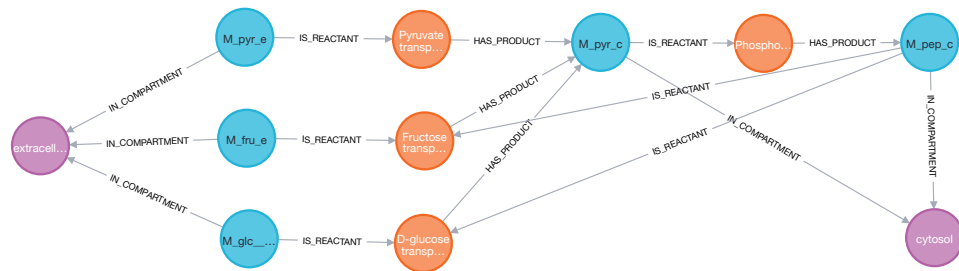 M_pyr_e
IS_REACTANT
Pyruvate
transp...
HAS_PRODUCT
M_pyr_c
IS_REACTANT
Phospho...
HAS_PRODUCT
M_pep_c
IN_COMPARTMENT
HAS_PRODUCT
IS_REACTANT
extracell...
IN_COMPARTMENT
M_fru_e
IS_REACTANT
Fructose
transp...
HAS_PRODUCT
IN_COMPARTMENT
IS_REACTANT
IN_COMPARTMENT
IN_COMPARTMENT
M_glc__...
IS_REACTANT
D-glucose
transp...
cytosol